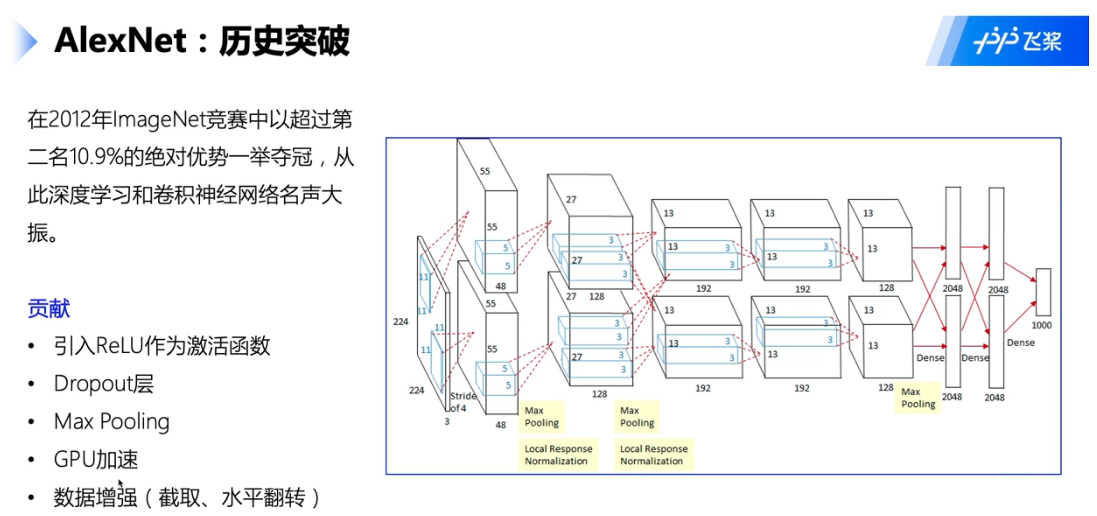 AlexNet：历史突破
飞桨
在2012年ImageNet竞赛中以超过第
二名10.9%的绝对优势一举夺冠，从
此深度学习和卷积神经网络名声大
振。
贡献
• 引入ReLU作为激活函数
• Dropout层
• Max Pooling
• GPU加速
• 数据增强（截取、水平翻转）
224
224
3
11
11
11
11
Stride
of 4
55
55
5
5
48
55
55
5
5
48
27
27
3
3
3
128
27
27
3
3
3
128
13
13
3
3
192
13
13
3
3
192
13
13
3
3
192
13
13
3
3
192
13
13
128
13
13
128
2048
2048
2048
2048
Dense
Dense
Dense
1000
Max
Pooling
Local Response
Normalization
Max
Pooling
Local Response
Normalization
Max
Pooling